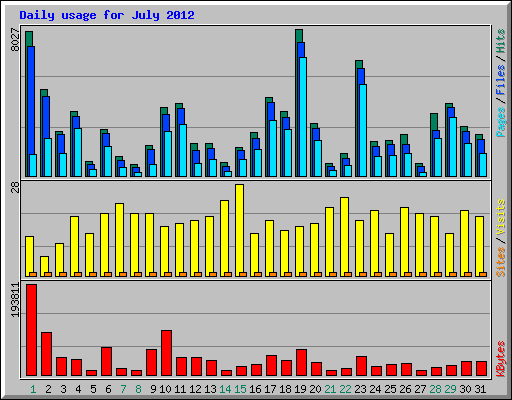 Daily usage for July 2012
8027
Pages / Files / Hits
28
Sites / Visits
193811
KBytes
1 2 3 4 5 6 7 8 9 10 11 12 13 14 15 16 17 18 19 20 21 22 23 24 25 26 27 28 29 30 31